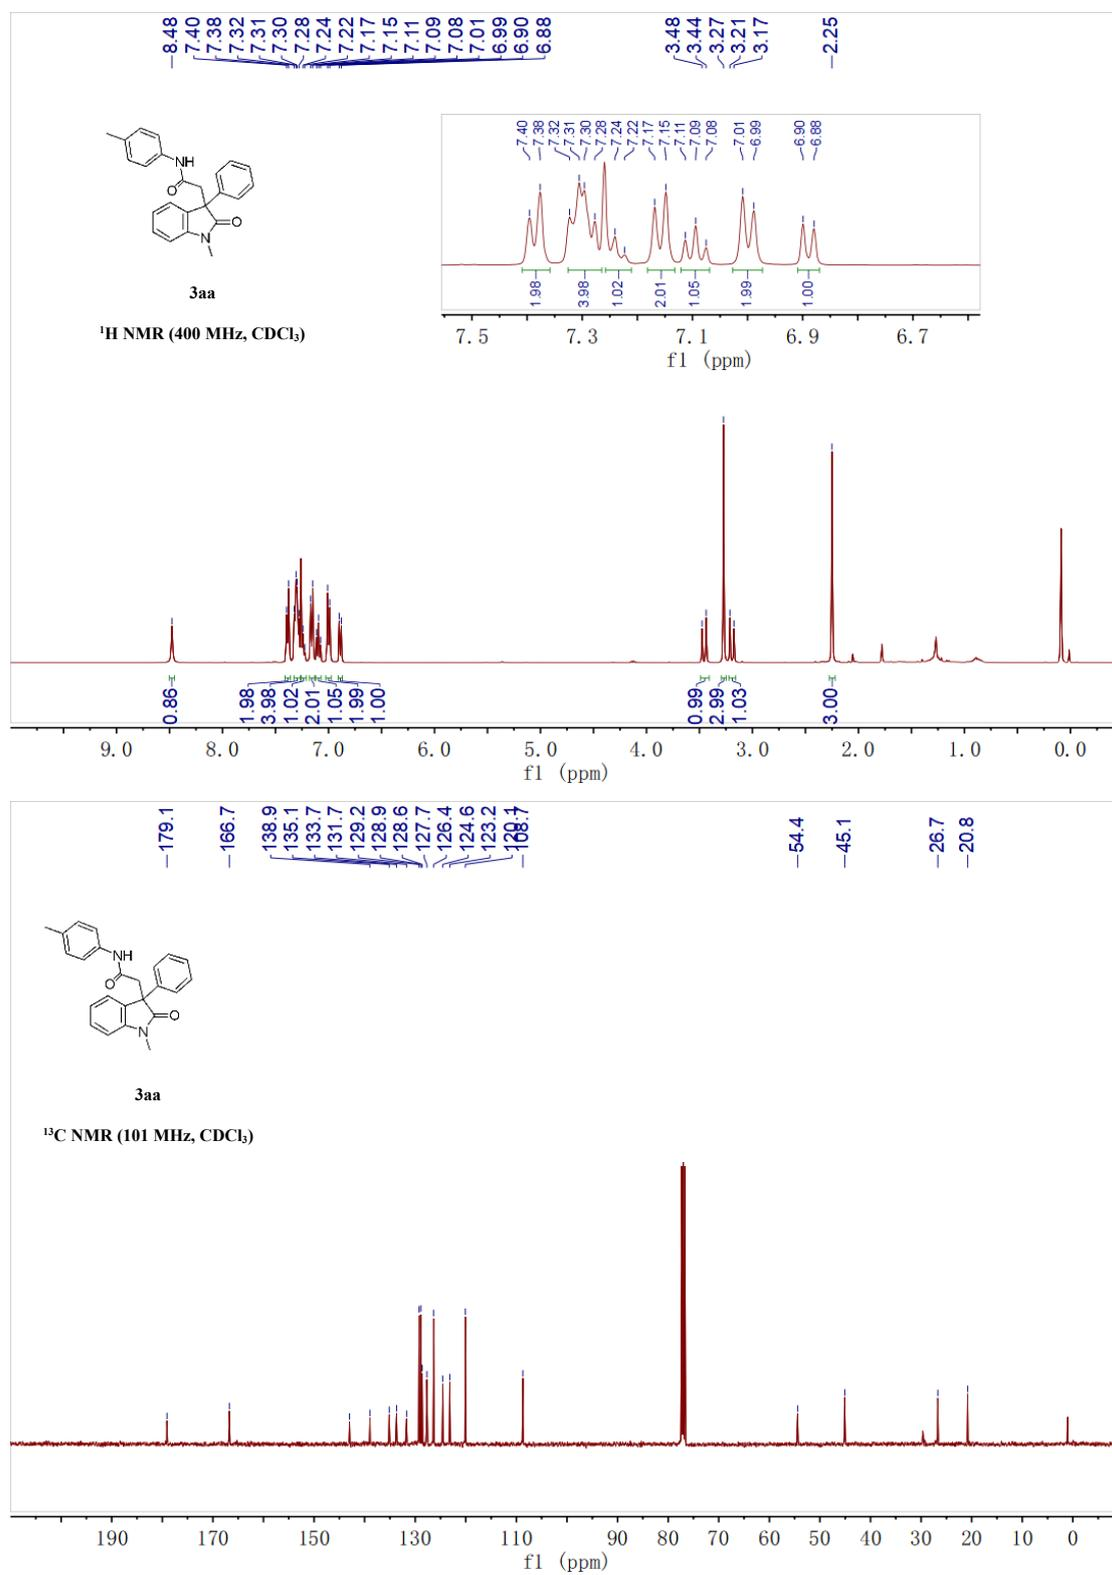 8.48 7.40 7.38 7.32 7.31 7.30 7.28 7.24 7.22 7.17 7.15 7.11 7.09 7.08 7.01 6.99 6.90 6.88 3.48 3.44 3.27 3.21 3.17 2.25
7.40 7.38 7.32 7.31 7.30 7.28 7.24 7.22 7.17 7.15 7.11 7.09 7.08 7.01 6.99 6.90 6.88
NH
O
O
N
3aa
¹H NMR (400 MHz, CDCl₃)
1.98 3.98 1.02 2.01 1.05 1.99 1.00
7.5 7.3 7.1 6.9 6.7
f1 (ppm)
0.86 1.98 3.98 1.02 2.01 1.05 1.99 1.00 0.99 2.99 1.03 3.00
9.0 8.0 7.0 6.0 5.0 4.0 3.0 2.0 1.0 0.0
f1 (ppm)
179.1 166.7 138.9 135.1 133.7 131.7 129.2 128.9 128.6 127.7 126.4 124.6 123.2 120.1 108.7 54.4 45.1 26.7 20.8
NH
O
O
N
3aa
¹³C NMR (101 MHz, CDCl₃)
190 170 150 130 110 90 80 70 60 50 40 30 20 10 0
f1 (ppm)